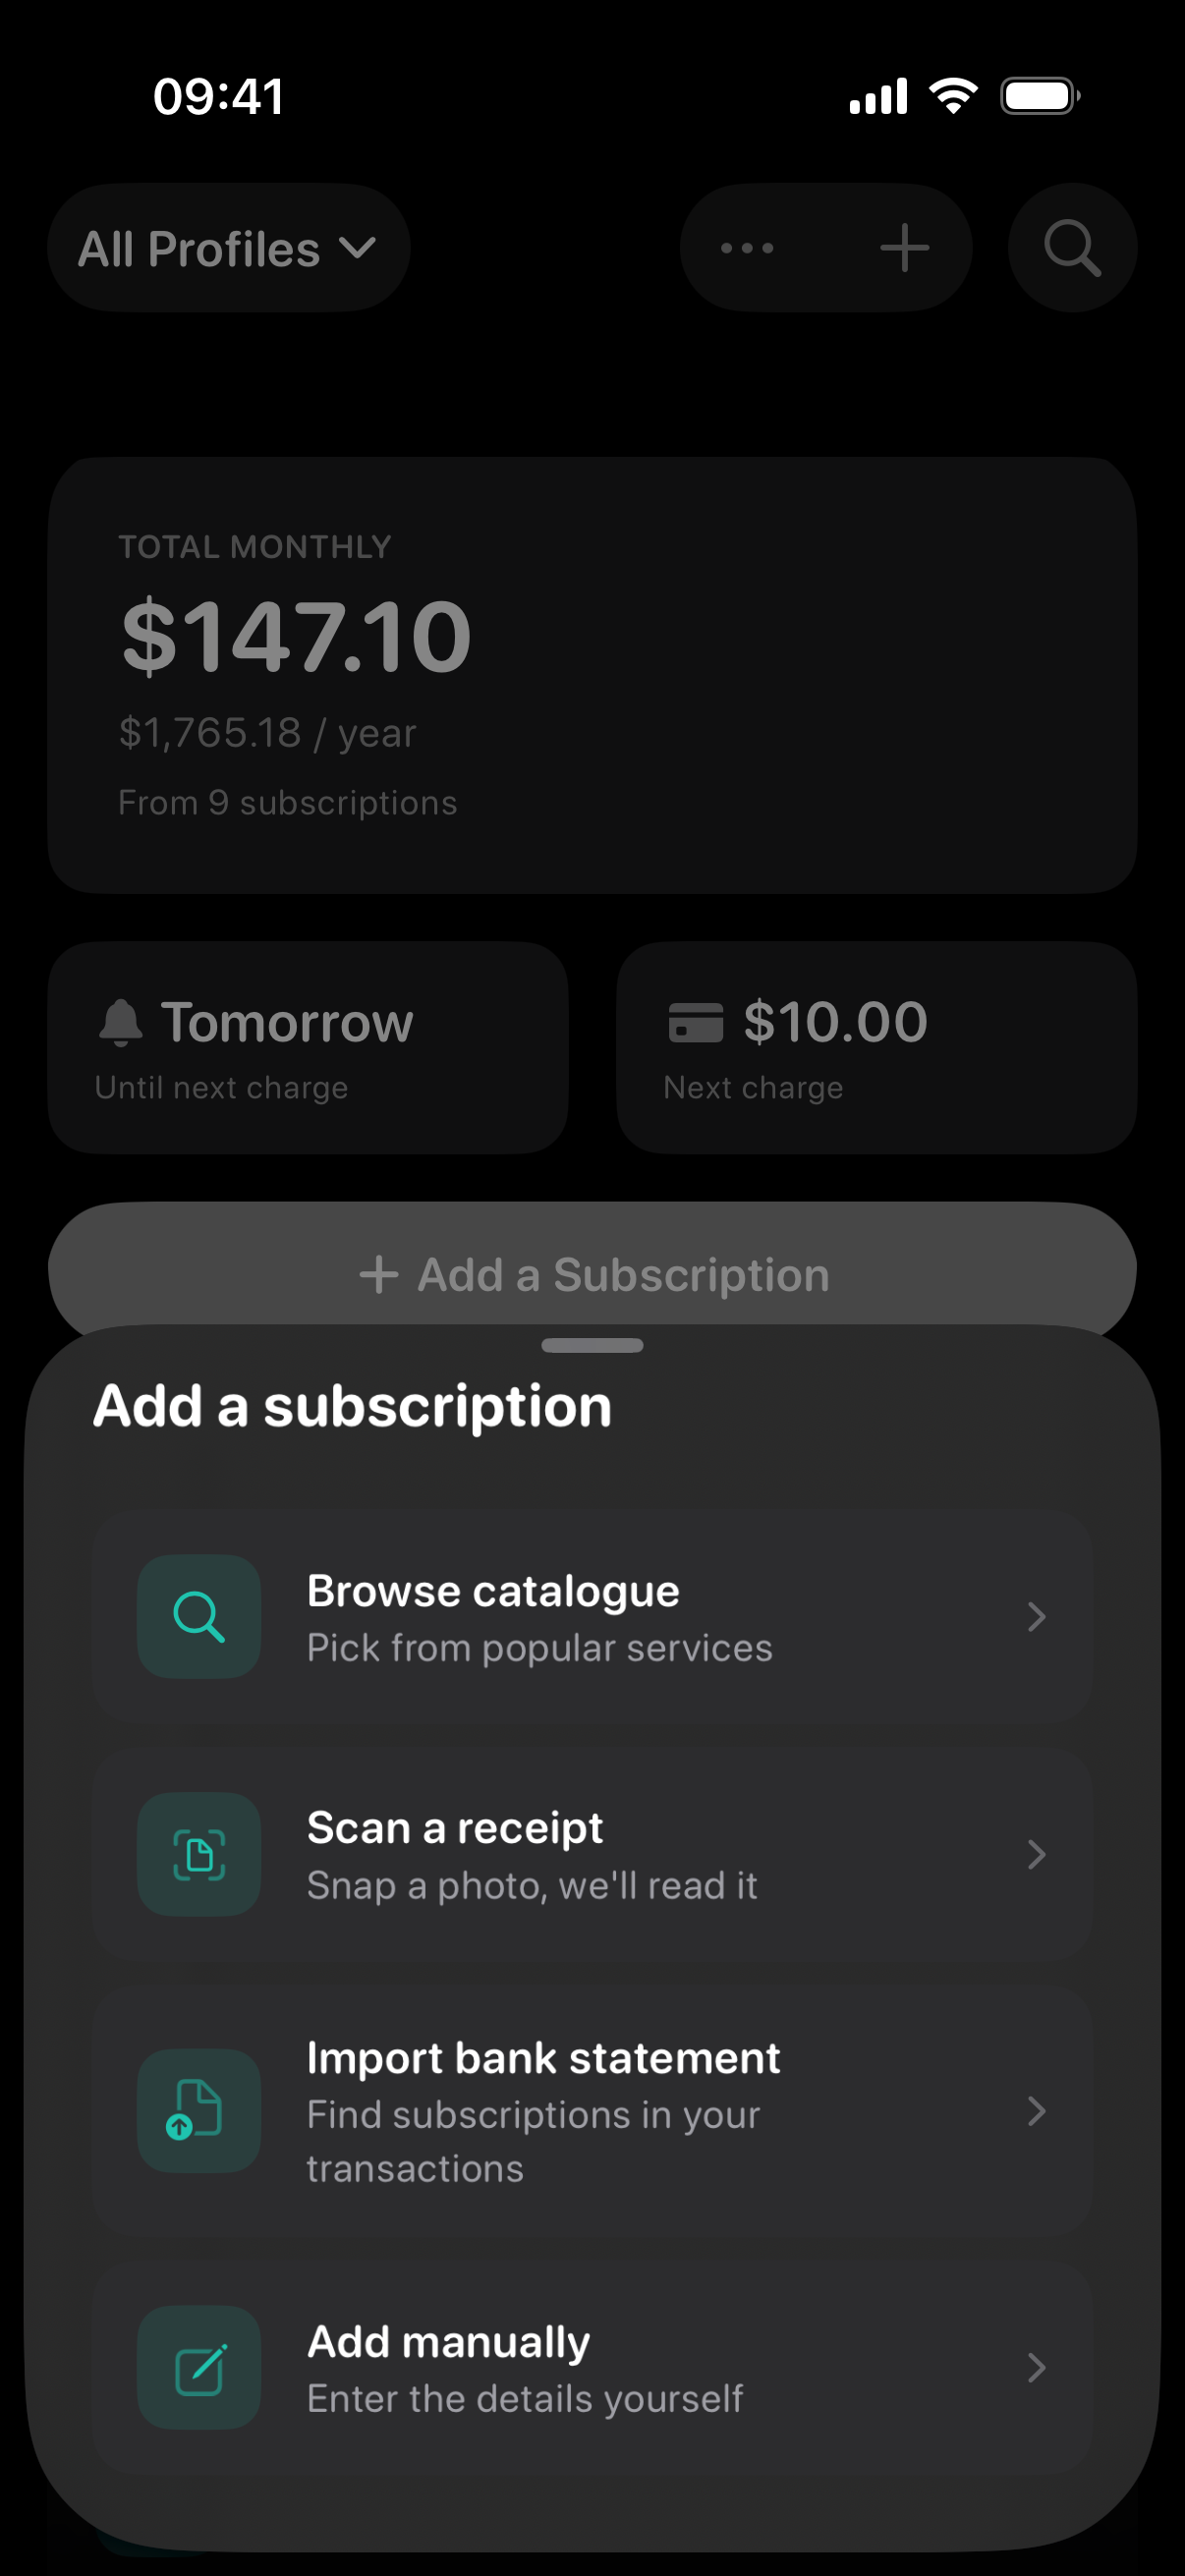 09:41
All Profiles
TOTAL MONTHLY
$147.10
$1,765.18 / year
From 9 subscriptions
Tomorrow
Until next charge
$10.00
Next charge
Add a Subscription
Add a subscription
Browse catalogue
Pick from popular services
Scan a receipt
Snap a photo, we'll read it
Import bank statement
Find subscriptions in your
transactions
Add manually
Enter the details yourself